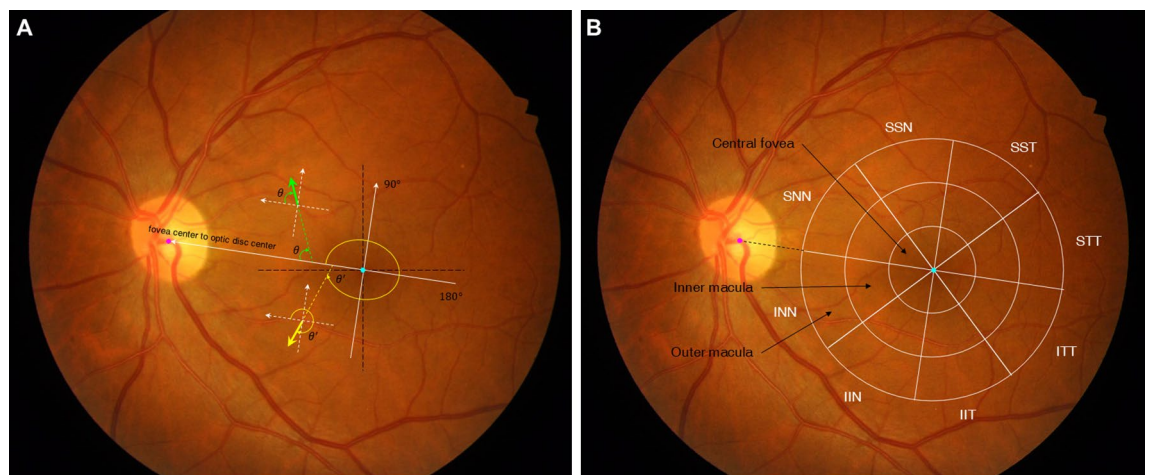 A
θ
90°
fovea center to optic disc center
θ
θ'
180°
θ'
B
SSN
Central fovea
SST
SNN
STT
Inner macula
INN
Outer macula
ITT
IIN
IIT